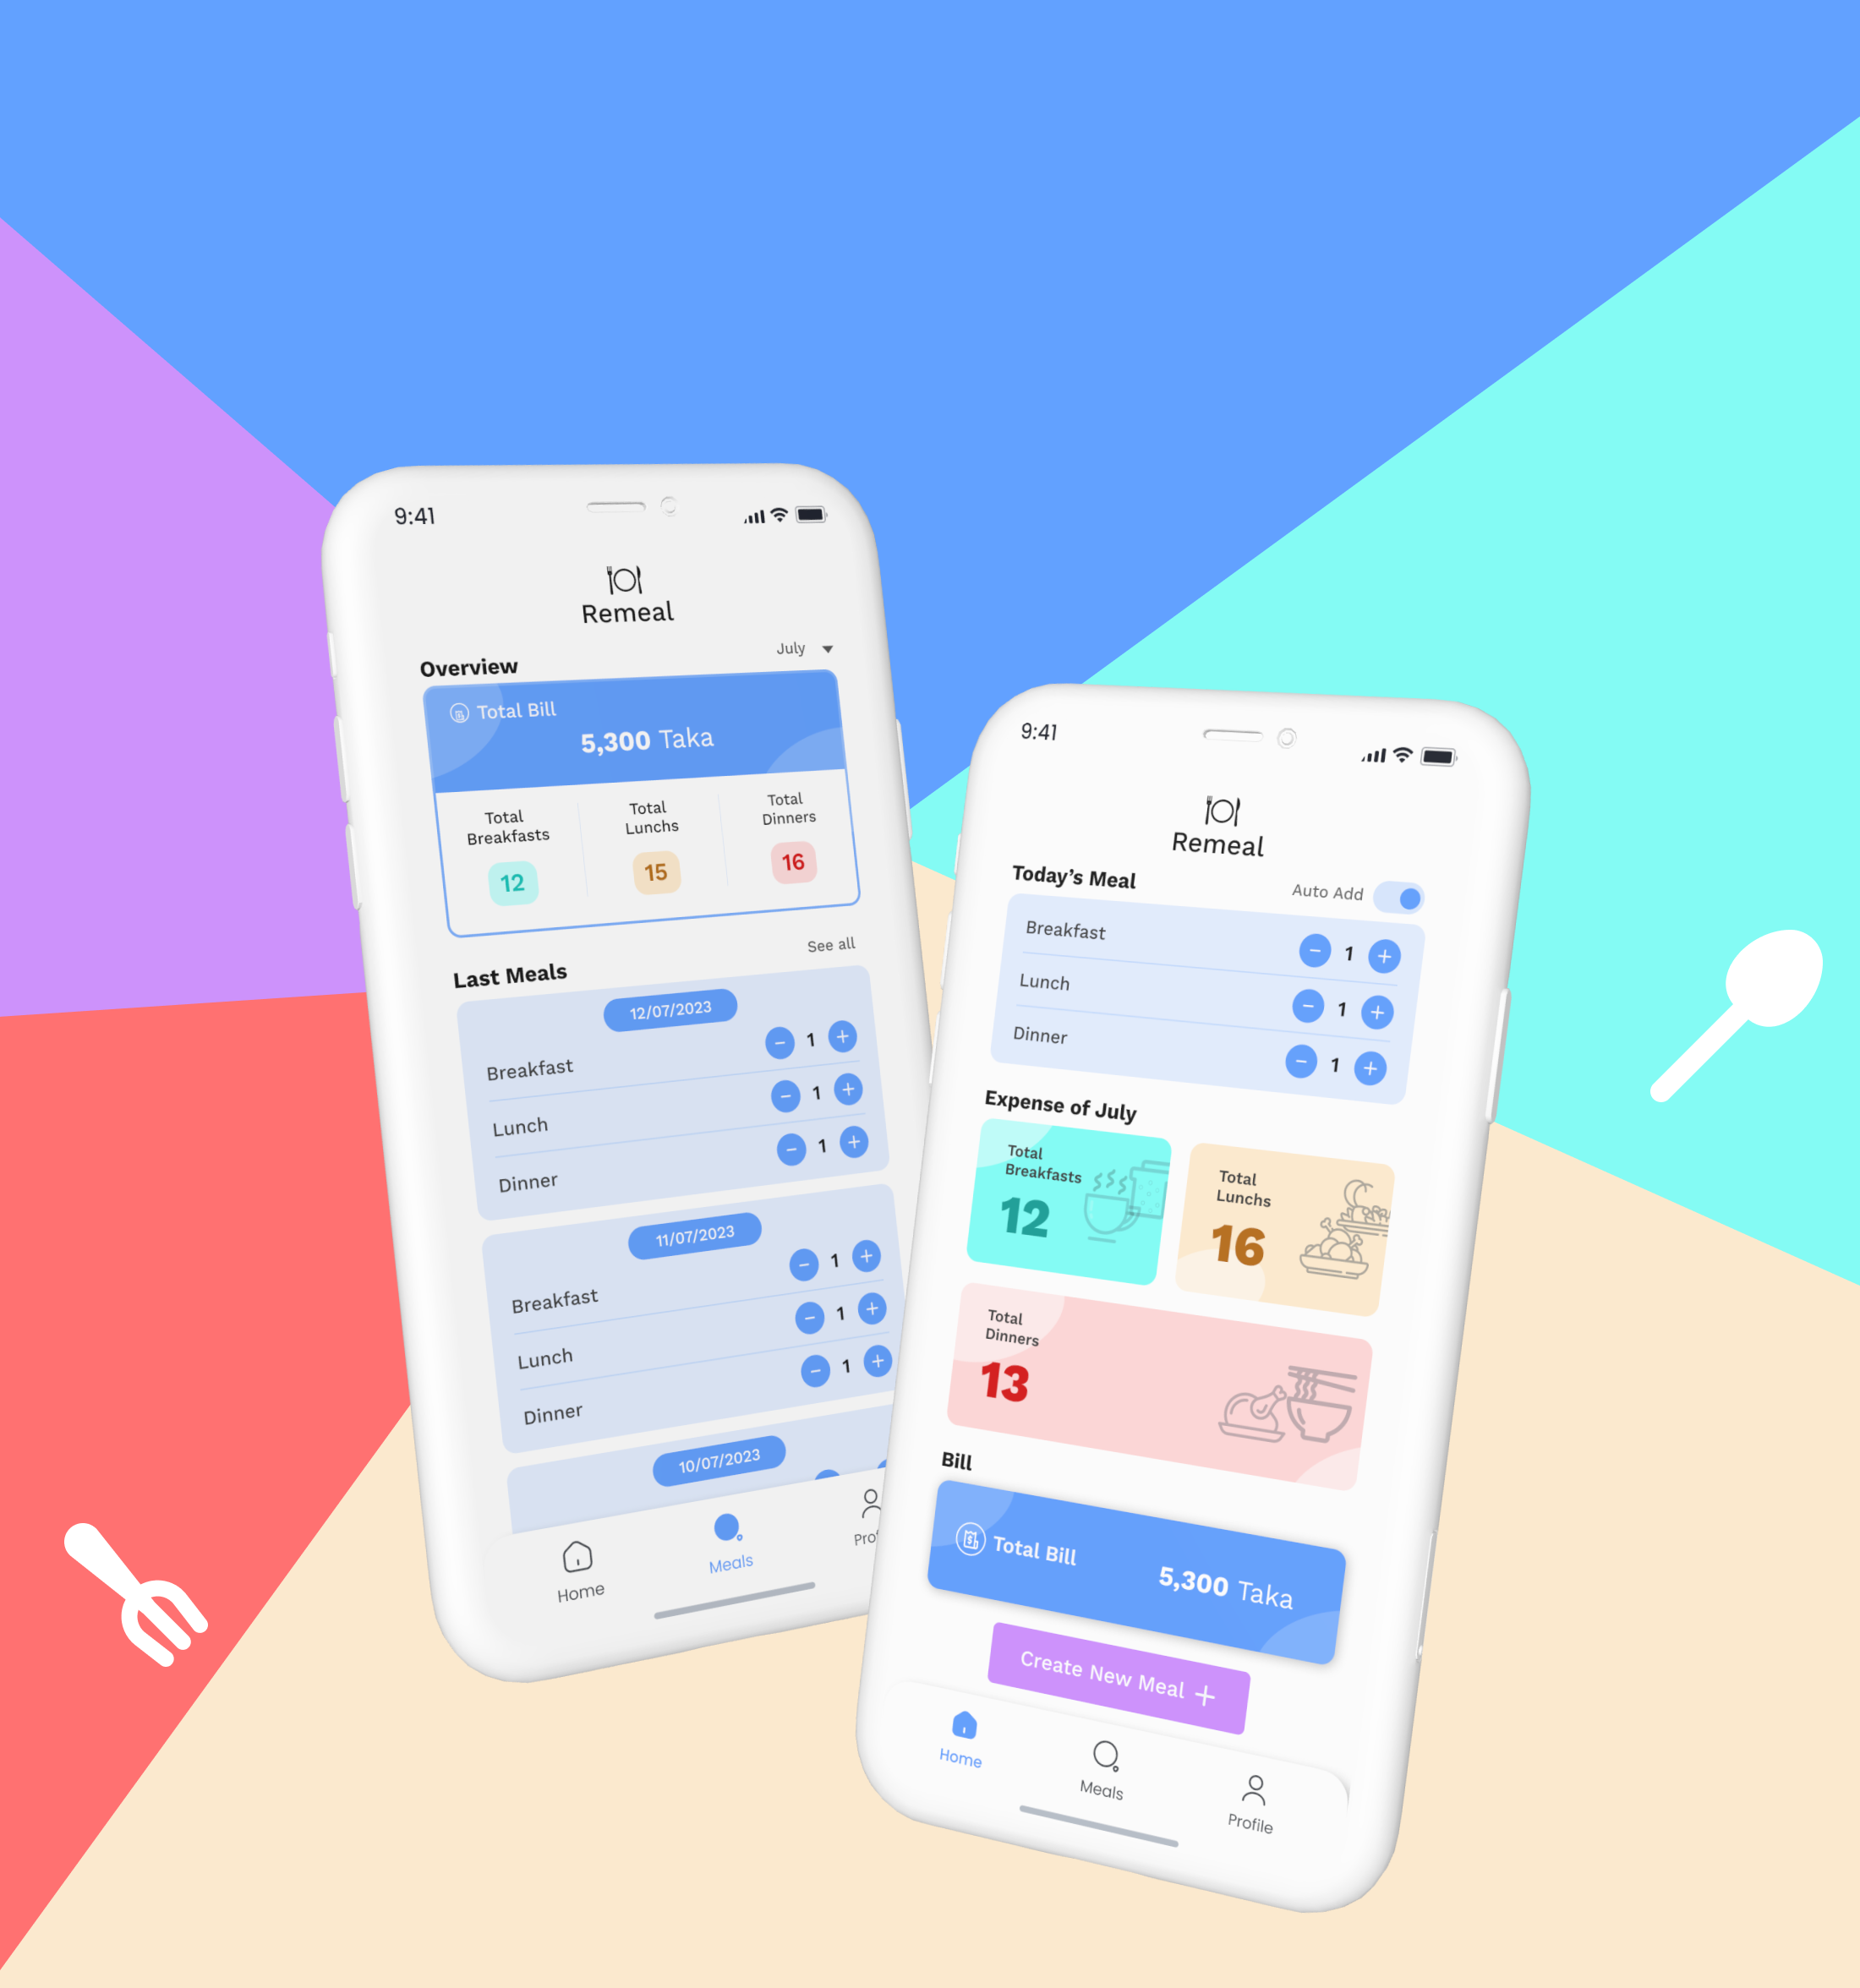 9:41
Remeal
Overview
July
Total Bill
5,300 Taka
Total
Breakfasts
12
Total
Lunchs
15
Total
Dinners
16
Last Meals
See all
12/07/2023
Breakfast
1
Lunch
1
Dinner
1
11/07/2023
Breakfast
1
Lunch
1
Dinner
1
10/07/2023
Home
Meals
Prof
9:41
Remeal
Today's Meal
Auto Add
Breakfast
1
Lunch
1
Dinner
1
Expense of July
Total
Breakfasts
12
Total
Lunchs
16
Total
Dinners
13
Bill
Total Bill
5,300 Taka
Create New Meal +
Home
Meals
Profile